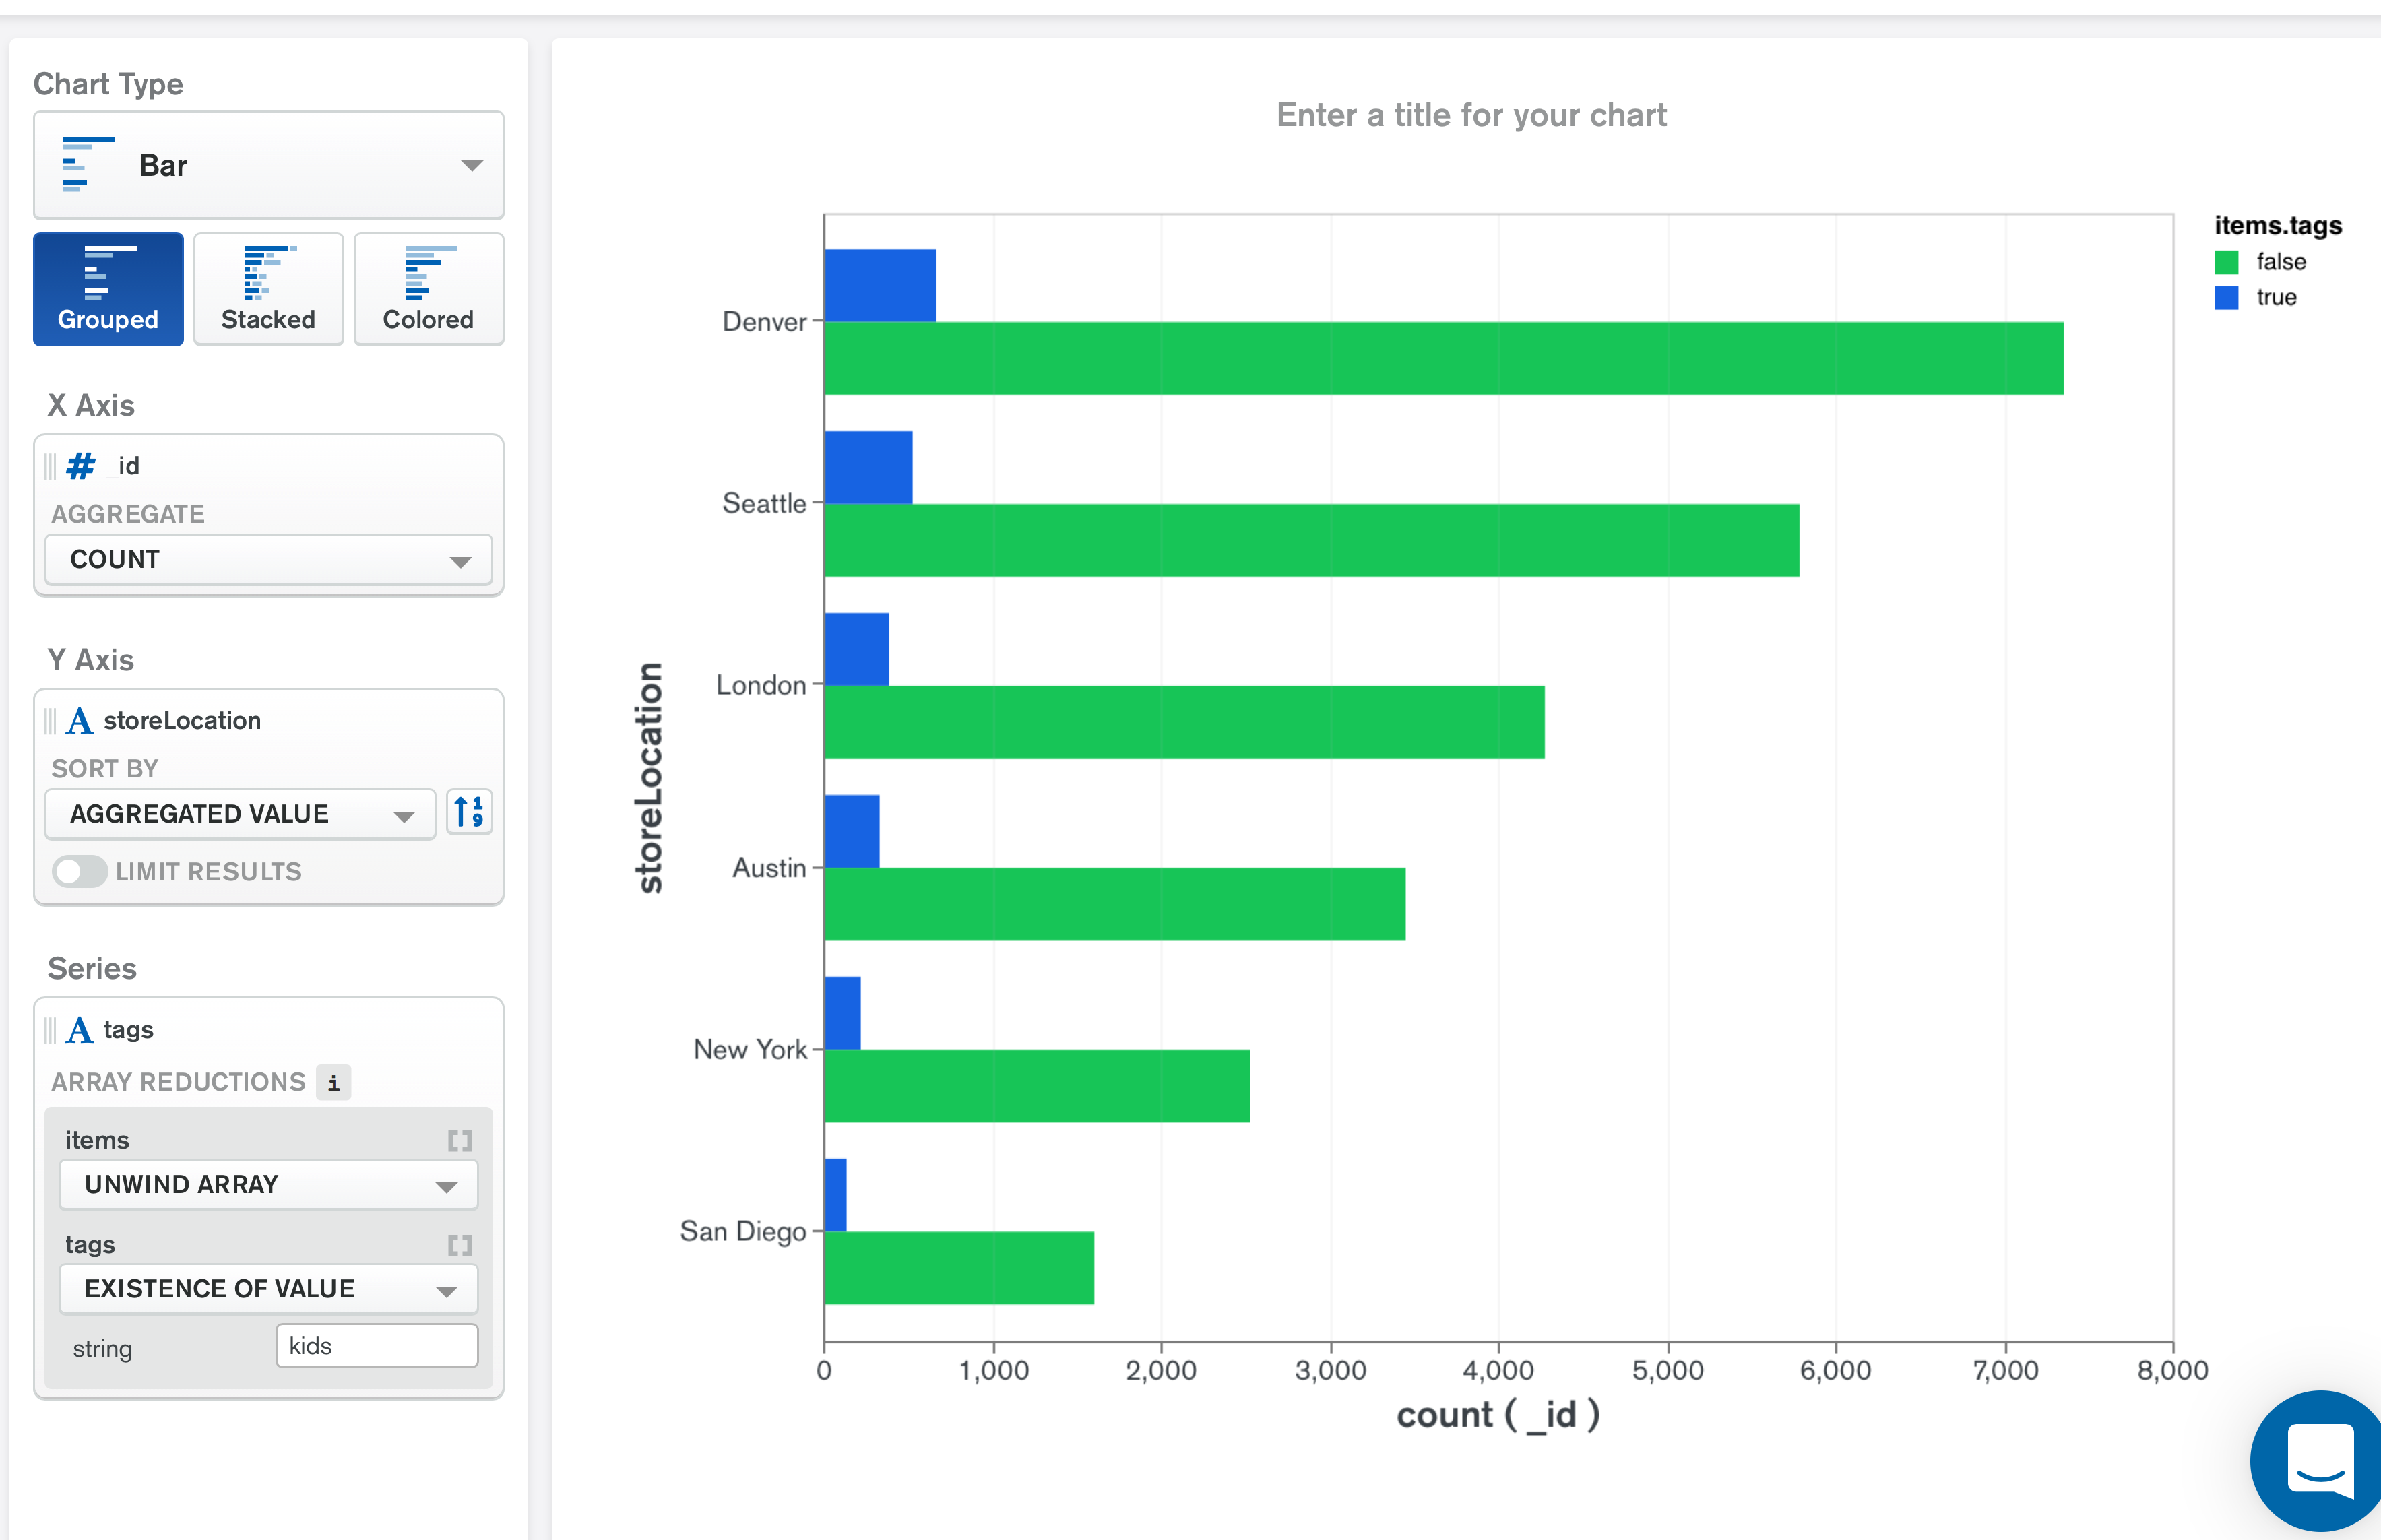 Chart Type
Bar
Grouped
Stacked
Colored
X Axis
# _id
AGGREGATE
COUNT
Y Axis
A storeLocation
SORT BY
AGGREGATED VALUE
1
9
LIMIT RESULTS
Series
A tags
ARRAY REDUCTIONS i
items []
UNWIND ARRAY
tags []
EXISTENCE OF VALUE
string kids
Enter a title for your chart
storeLocation
Denver
Seattle
London
Austin
New York
San Diego
0 1,000 2,000 3,000 4,000 5,000 6,000 7,000 8,000
count ( _id )
items.tags
false
true